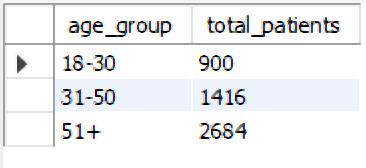 age_group total_patients
18-30 900
31-50 1416
51+ 2684